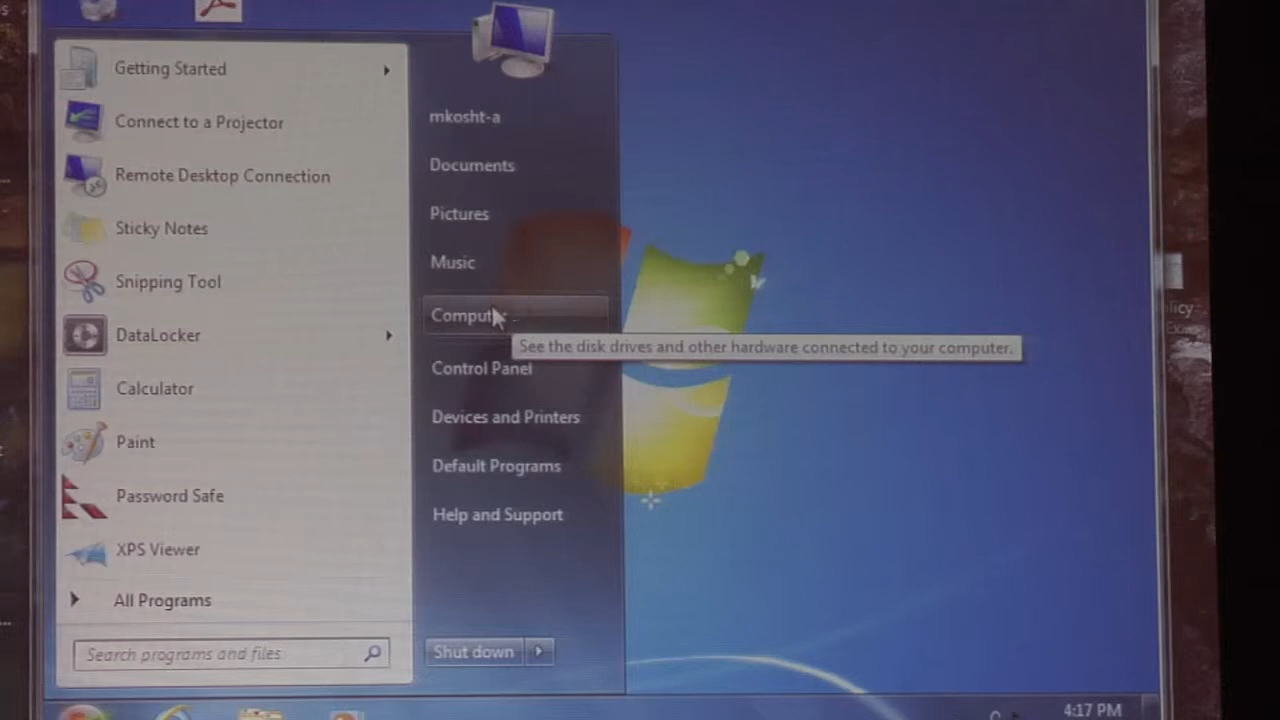 Getting Started
Connect to a Projector
Remote Desktop Connection
Sticky Notes
Snipping Tool
DataLocker
Calculator
Paint
Password Safe
XPS Viewer
All Programs
Search programs and files
mkosht-a
Documents
Pictures
Music
Computer
See the disk drives and other hardware connected to your computer.
Control Panel
Devices and Printers
Default Programs
Help and Support
Shut down
4:17 PM